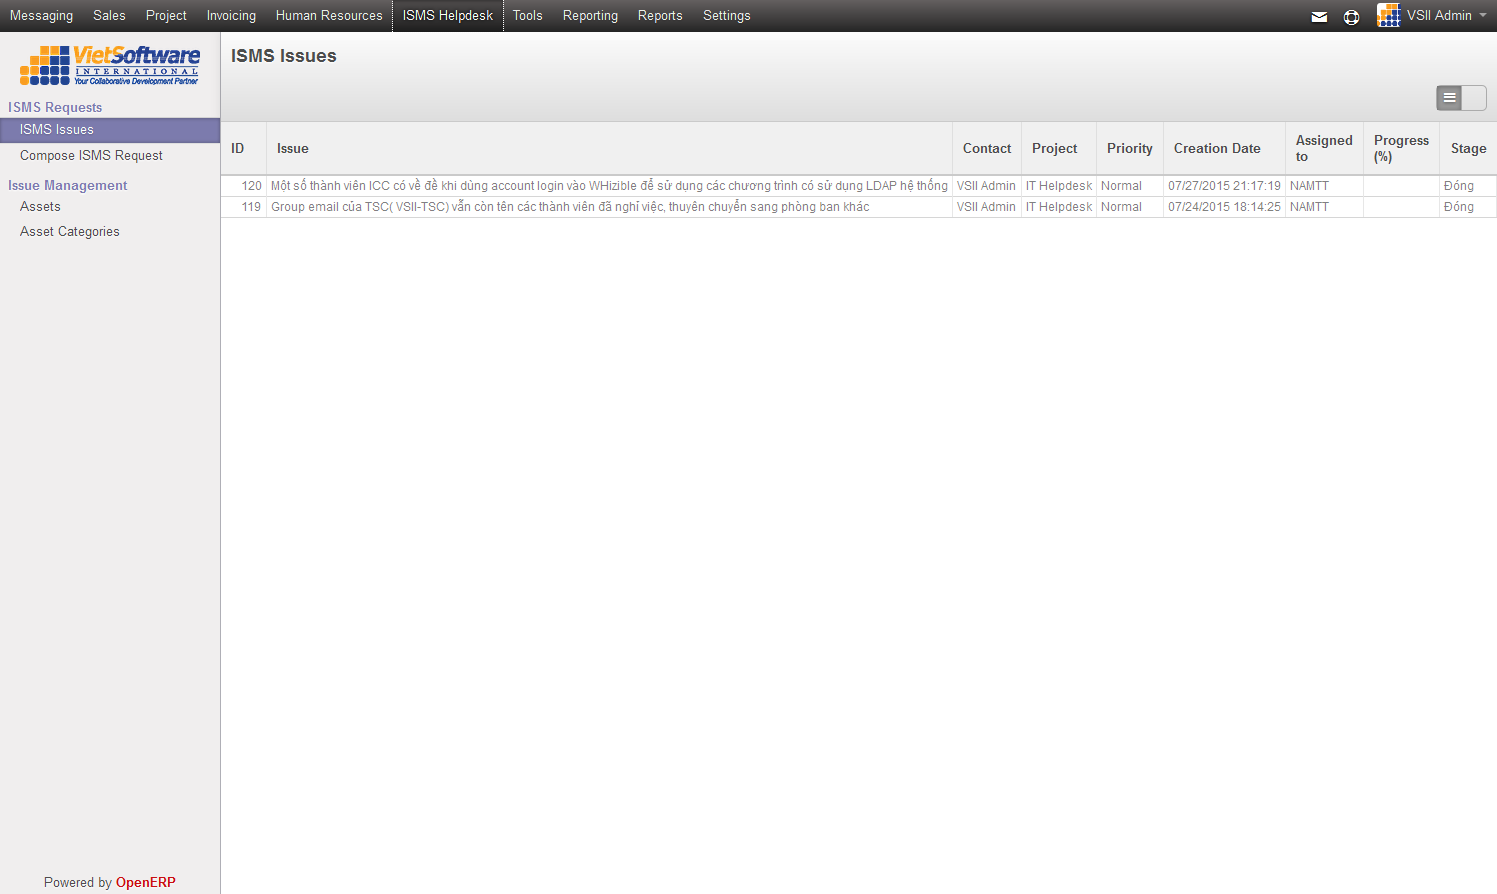 Messaging Sales Project Invoicing Human Resources ISMS Helpdesk Tools Reporting Reports Settings VSII Admin
VietSoftware
INTERNATIONAL
Your Collaborative Development Partner
ISMS Requests
ISMS Issues
Compose ISMS Request
Issue Management
Assets
Asset Categories
Powered by OpenERP
ISMS Issues
ID Issue Contact Project Priority Creation Date Assigned to Progress (%) Stage
120 Một số thành viên ICC có về đề khi dùng account login vào WHizible để sử dụng các chương trình có sử dụng LDAP hệ thống VSII Admin IT Helpdesk Normal 07/27/2015 21:17:19 NAMTT Đóng
119 Group email của TSC( VSII-TSC) vẫn còn tên các thành viên đã nghỉ việc, thuyên chuyển sang phòng ban khác VSII Admin IT Helpdesk Normal 07/24/2015 18:14:25 NAMTT Đóng